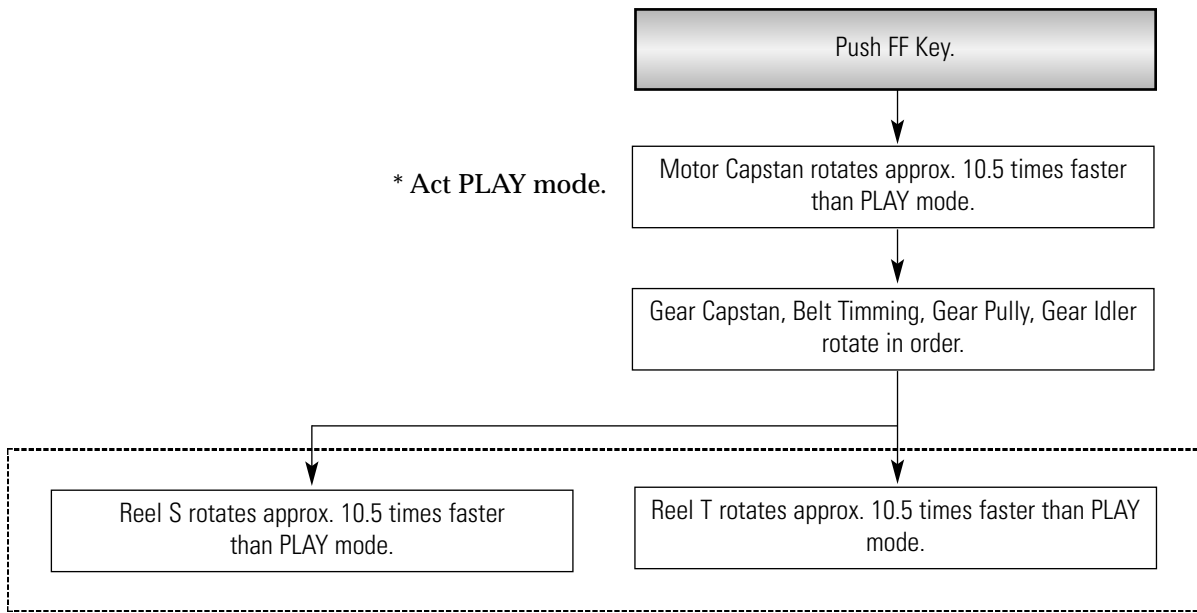 Push FF Key.
* Act PLAY mode.
Motor Capstan rotates approx. 10.5 times faster
than PLAY mode.
Gear Capstan, Belt Timming, Gear Pully, Gear Idler
rotate in order.
Reel S rotates approx. 10.5 times faster
than PLAY mode.
Reel T rotates approx. 10.5 times faster than PLAY
mode.